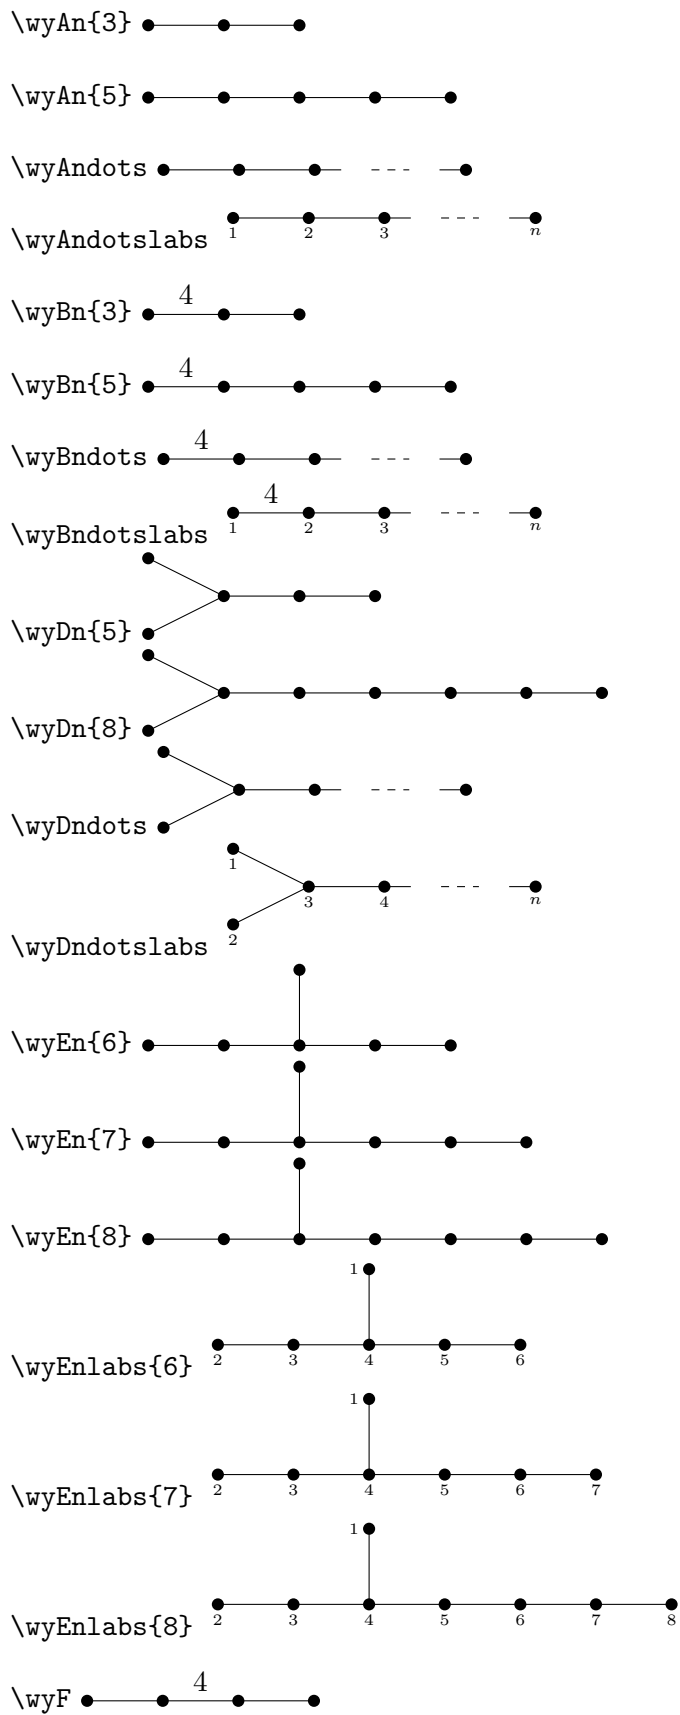 \wyAn{3}
\wyAn{5}
\wyAndots
\wyAndotslabs 1 2 3 n
4
\wyBn{3}
4
\wyBn{5}
4
\wyBndots
4
\wyBndotslabs 1 2 3 n
\wyDn{5}
\wyDn{8}
\wyDndots
1
3 4 n
2
\wyDndotslabs
\wyEn{6}
\wyEn{7}
\wyEn{8}
1
2 3 4 5 6
\wyEnlabs{6}
1
2 3 4 5 6 7
\wyEnlabs{7}
1
2 3 4 5 6 7 8
\wyEnlabs{8}
4
\wyF